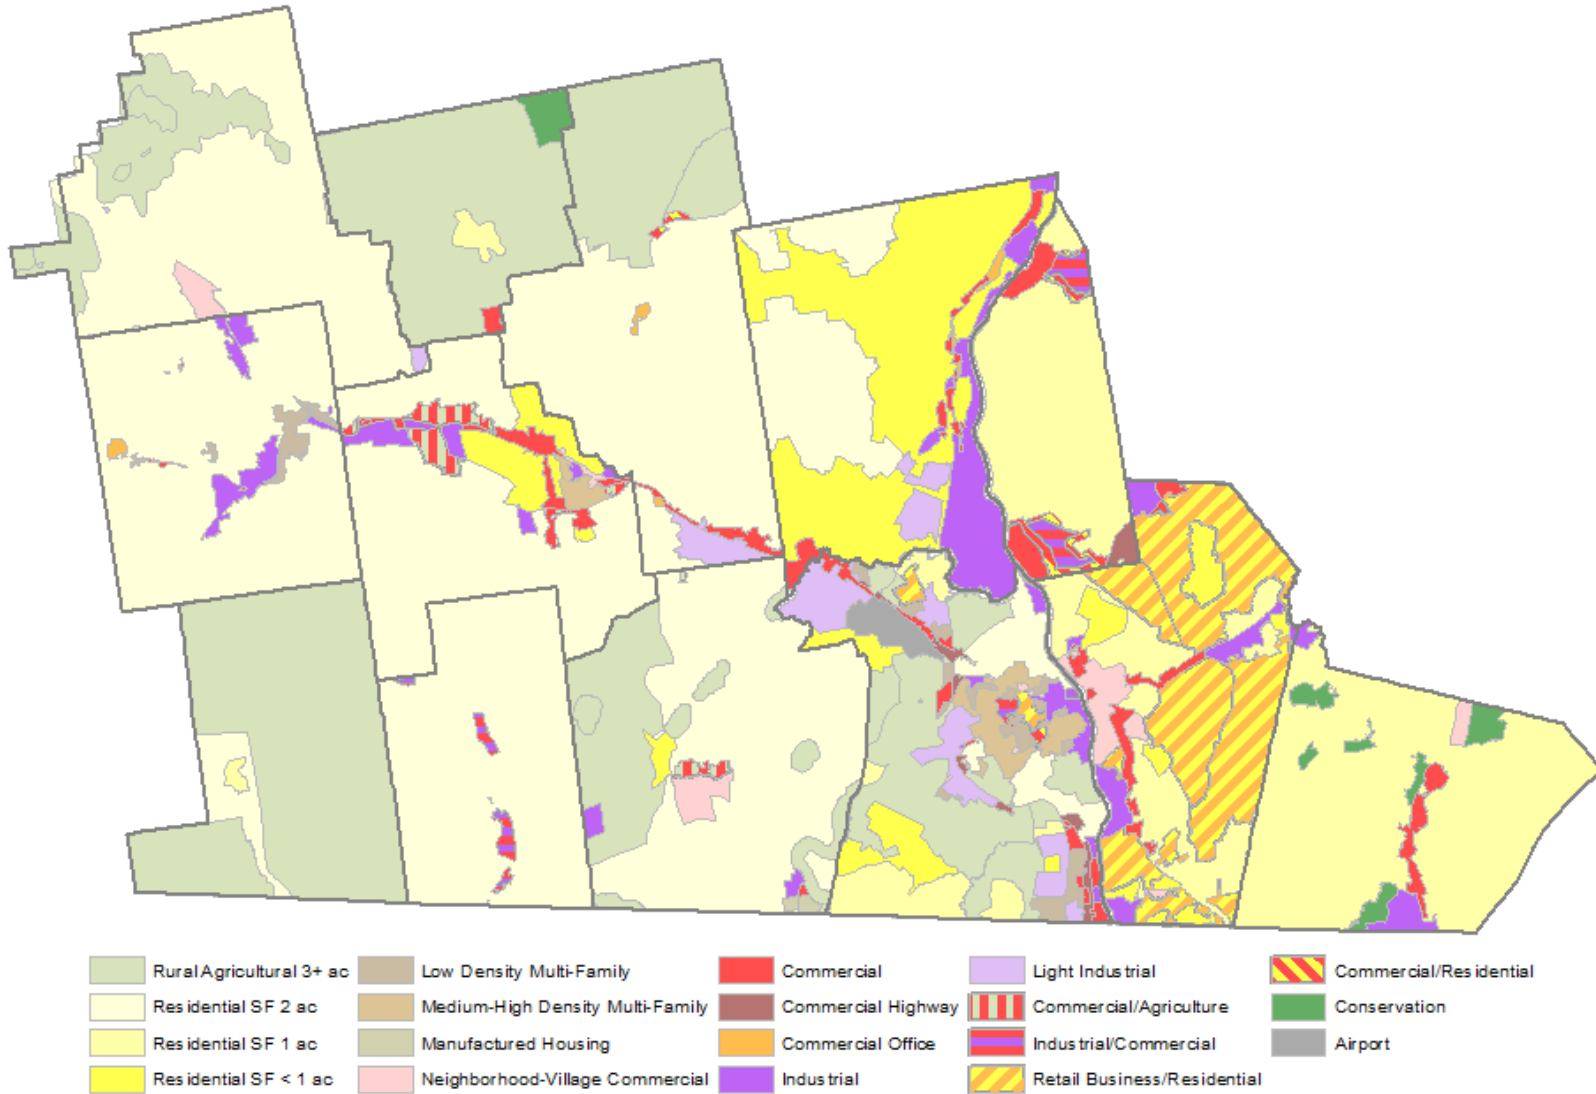 Rural Agricultural 3+ ac
Low Density Multi-Family
Commercial
Light Industrial
Commercial/Residential
Residential SF 2 ac
Medium-High Density Multi-Family
Commercial Highway
Commercial/Agriculture
Conservation
Residential SF 1 ac
Manufactured Housing
Commercial Office
Industrial/Commercial
Airport
Residential SF < 1 ac
Neighborhood-Village Commercial
Industrial
Retail Business/Residential